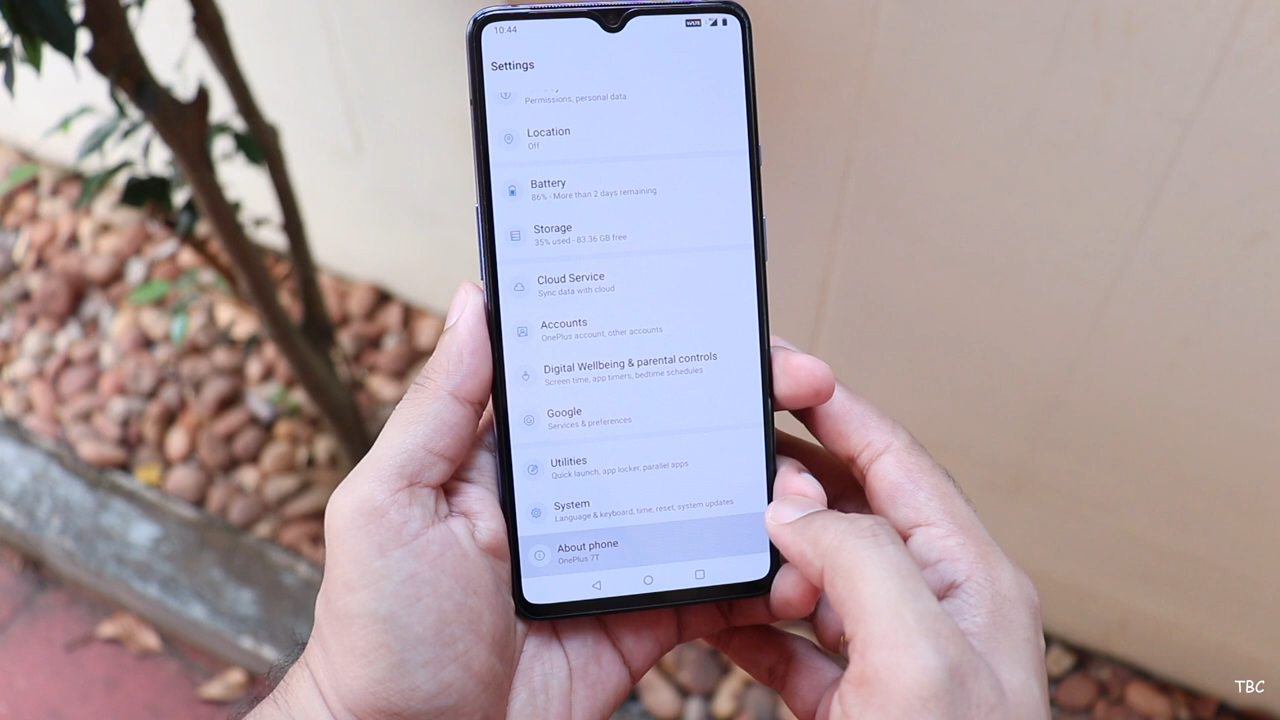 10:44
VoLTE
Settings
Permissions, personal data
Location
Off
Battery
86% - More than 2 days remaining
Storage
35% used - 83.36 GB free
Cloud Service
Sync data with cloud
Accounts
OnePlus account, other accounts
Digital Wellbeing & parental controls
Screen time, app timers, bedtime schedules
Google
Services & preferences
Utilities
Quick launch, app locker, parallel apps
System
Language & keyboard, time, reset, system updates
About phone
OnePlus 7T
TBC